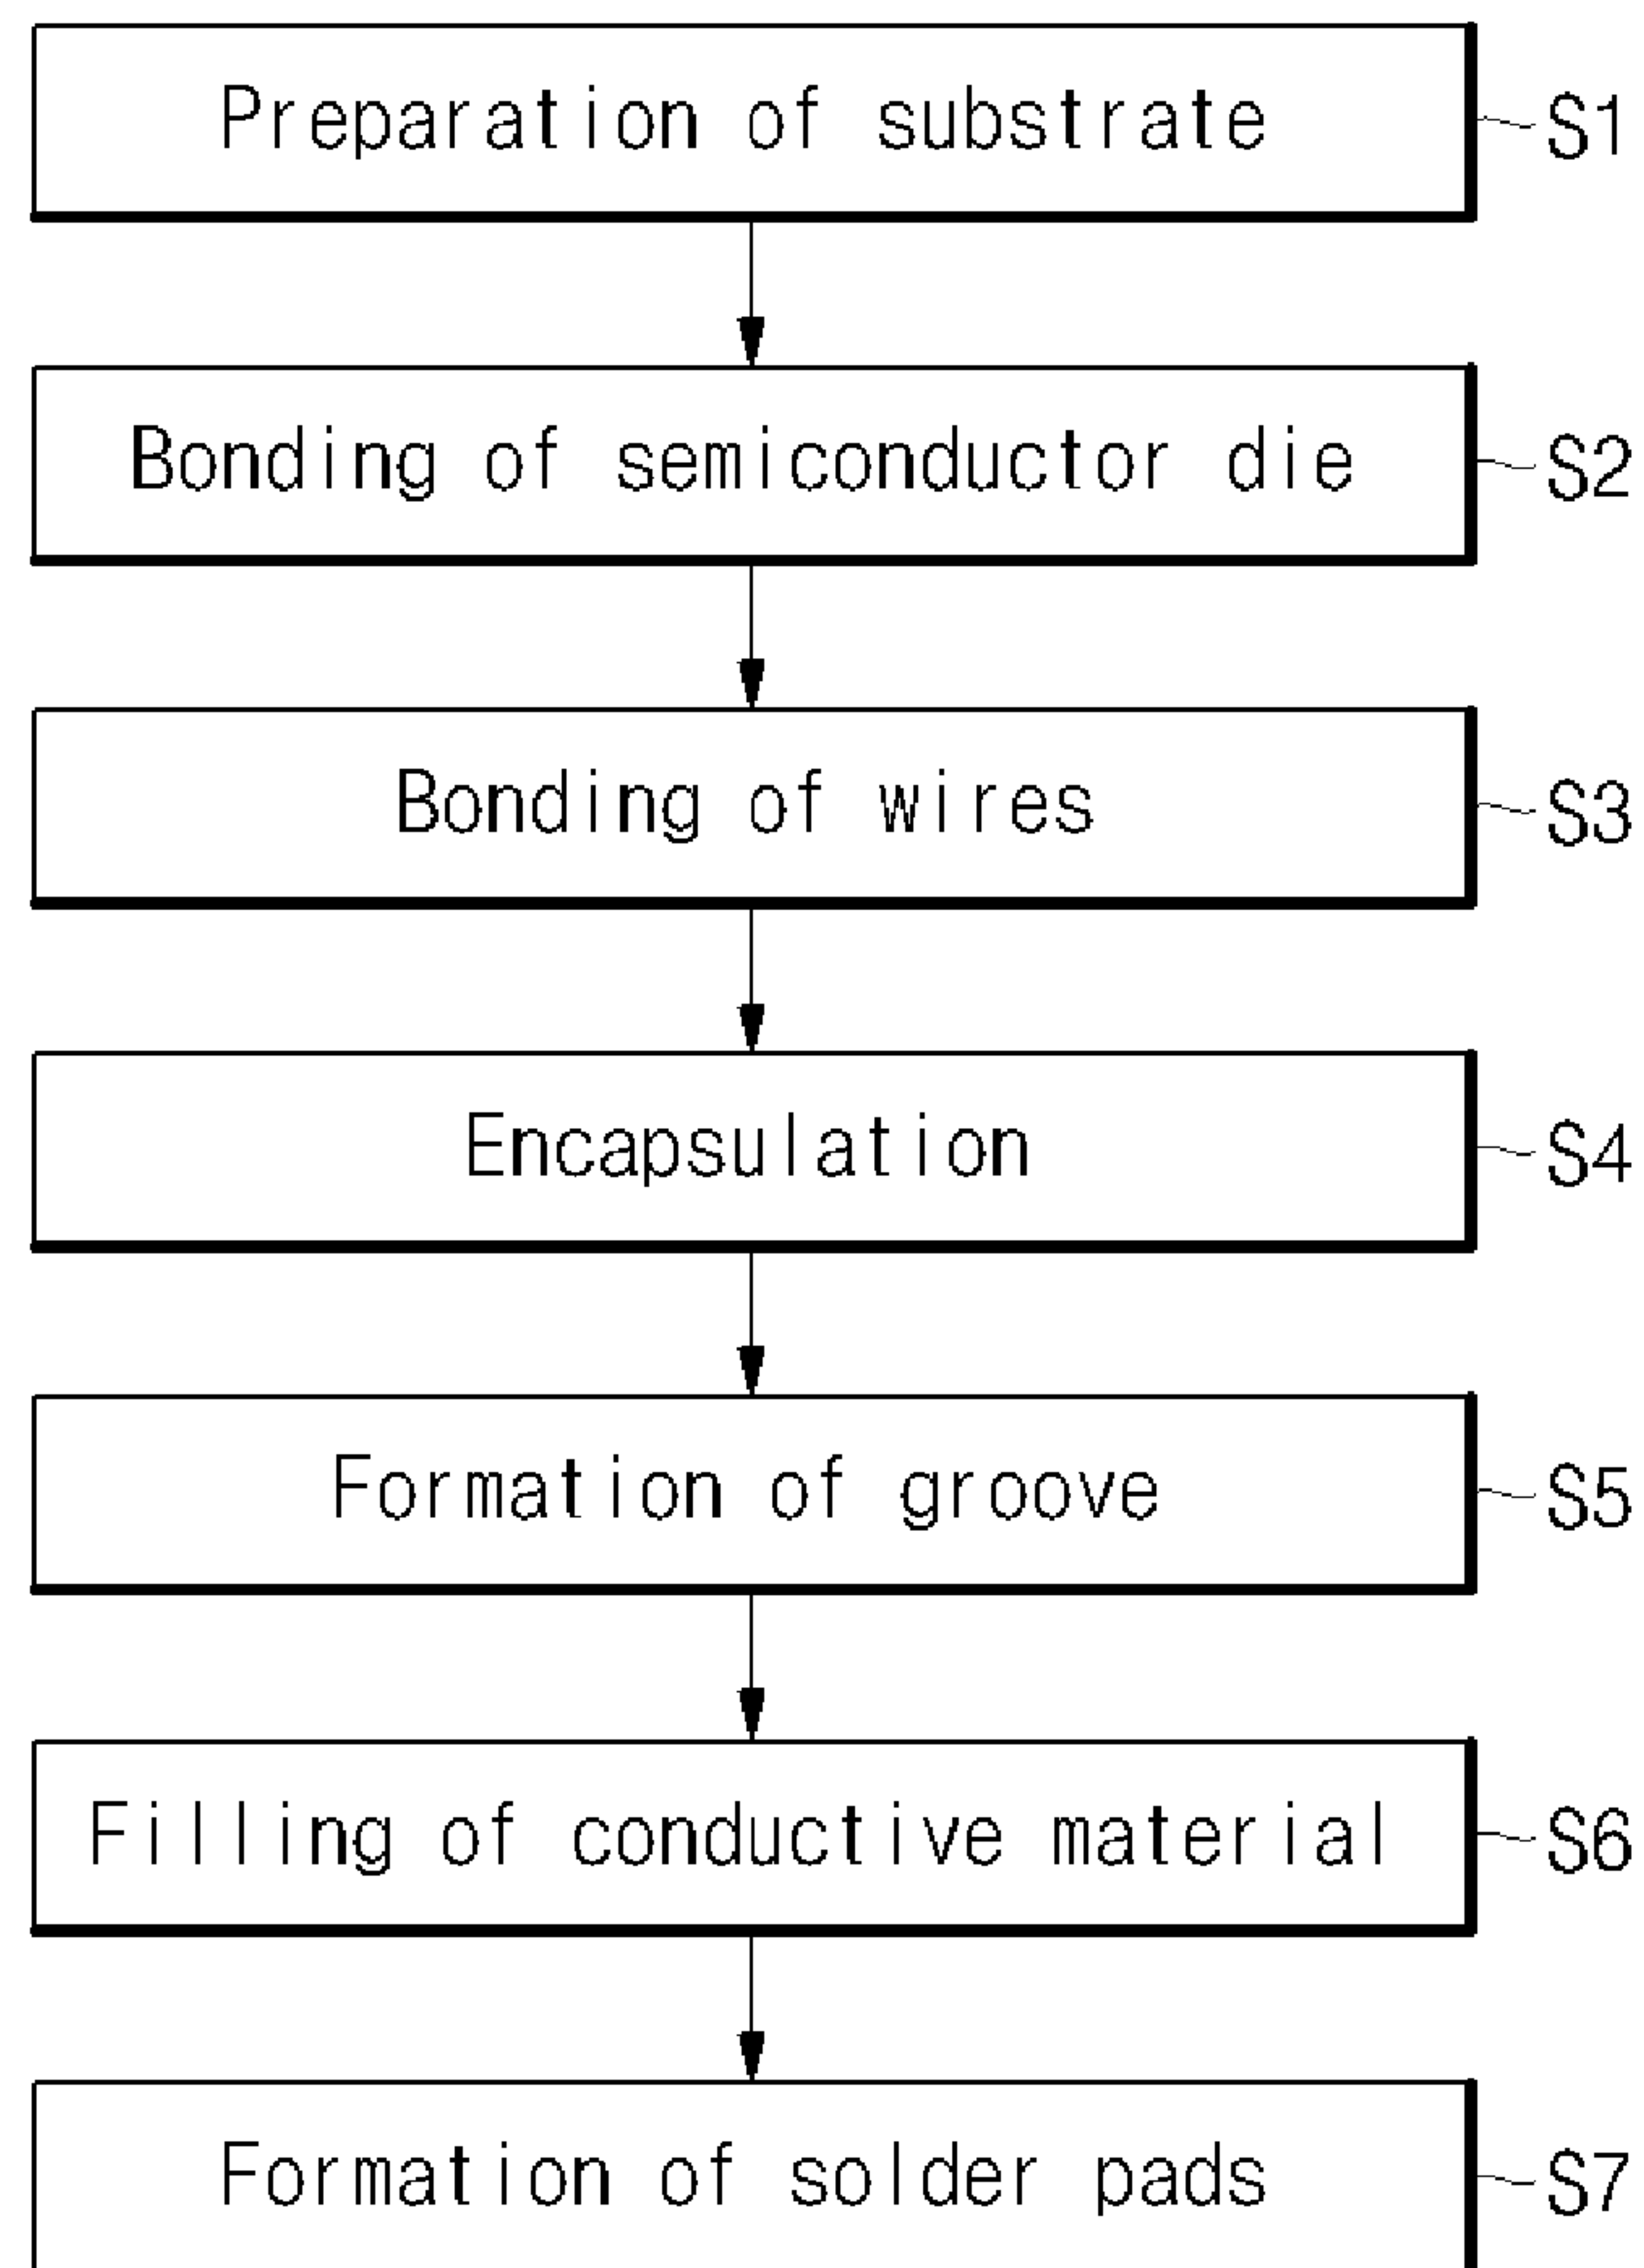 Preparation of substrate S1
Bonding of semiconductor die S2
Bonding of wires S3
Encapsulation S4
Formation of groove S5
Filling of conductive material S6
Formation of solder pads S7